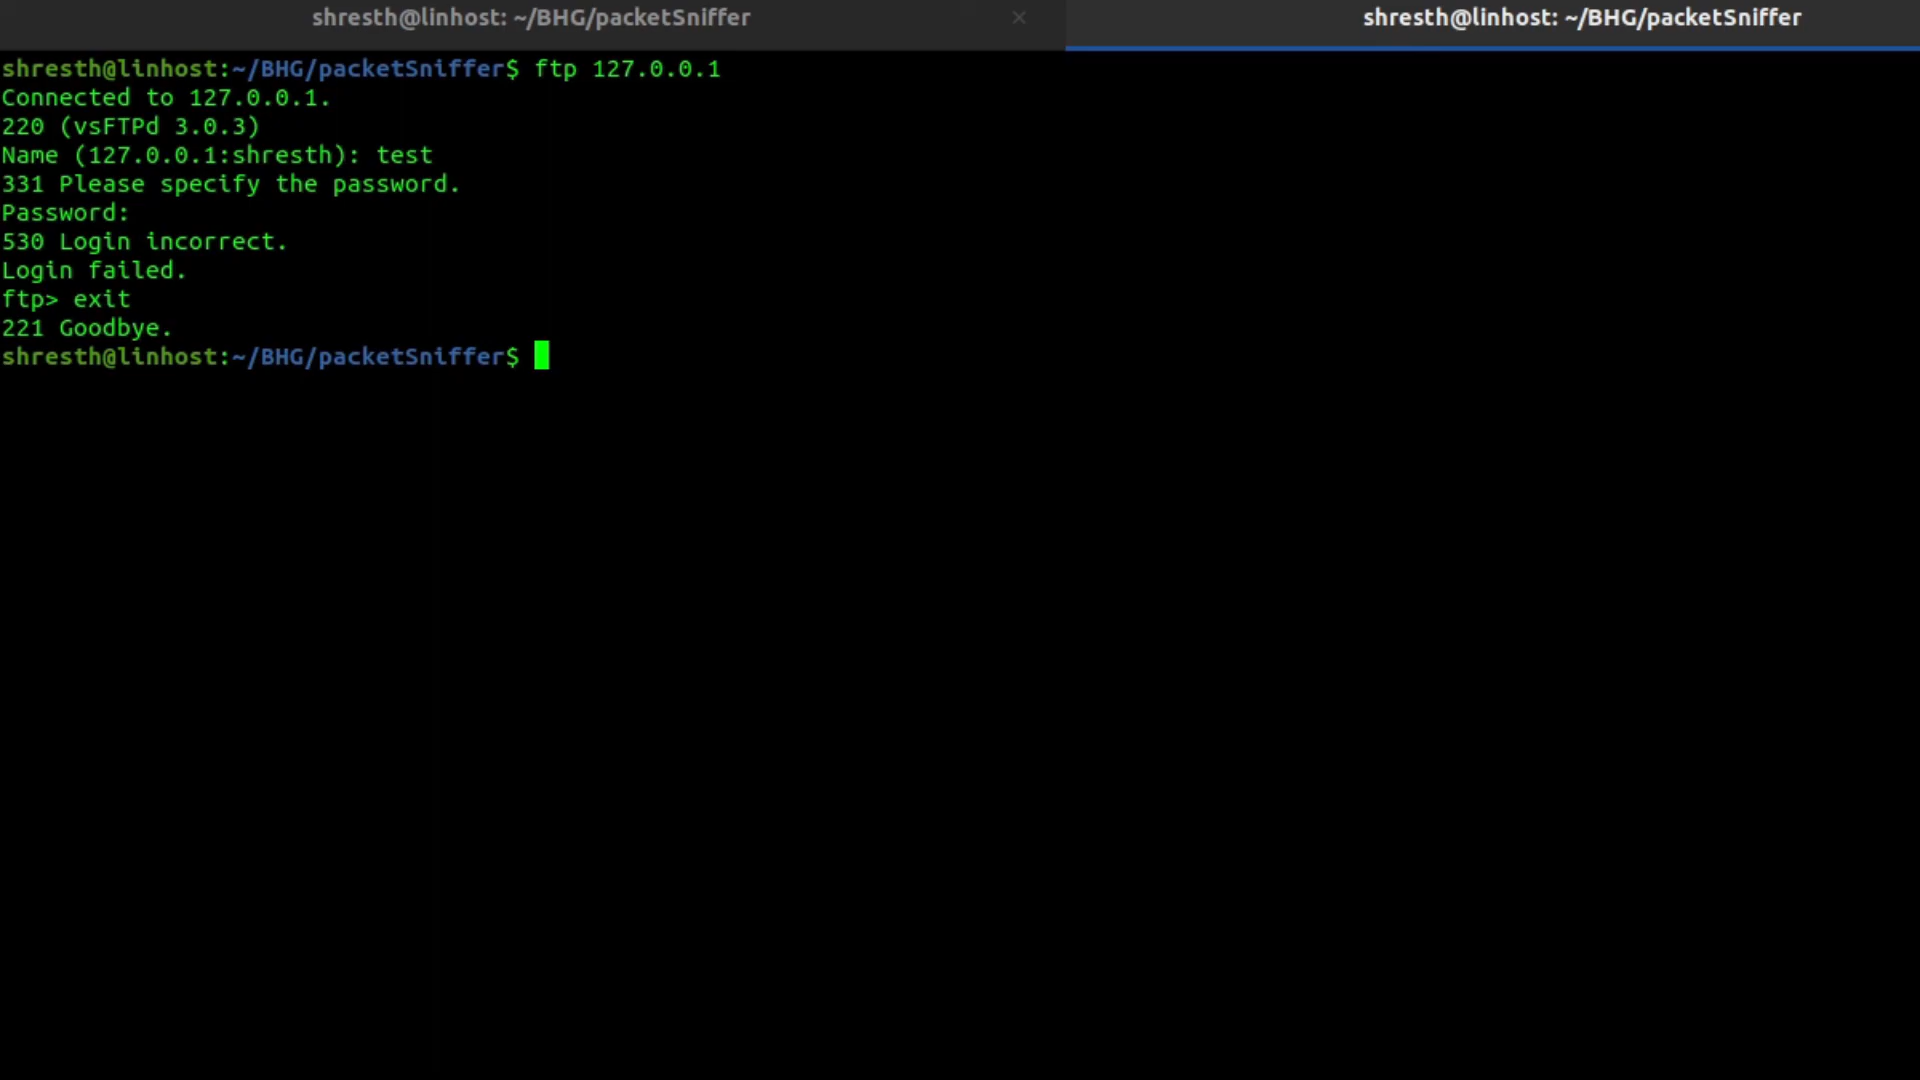 shresth@linhost: ~/BHG/packetSniffer × shresth@linhost: ~/BHG/packetSniffer
shresth@linhost:~/BHG/packetSniffer$ ftp 127.0.0.1
Connected to 127.0.0.1.
220 (vsFTPd 3.0.3)
Name (127.0.0.1:shresth): test
331 Please specify the password.
Password:
530 Login incorrect.
Login failed.
ftp> exit
221 Goodbye.
shresth@linhost:~/BHG/packetSniffer$